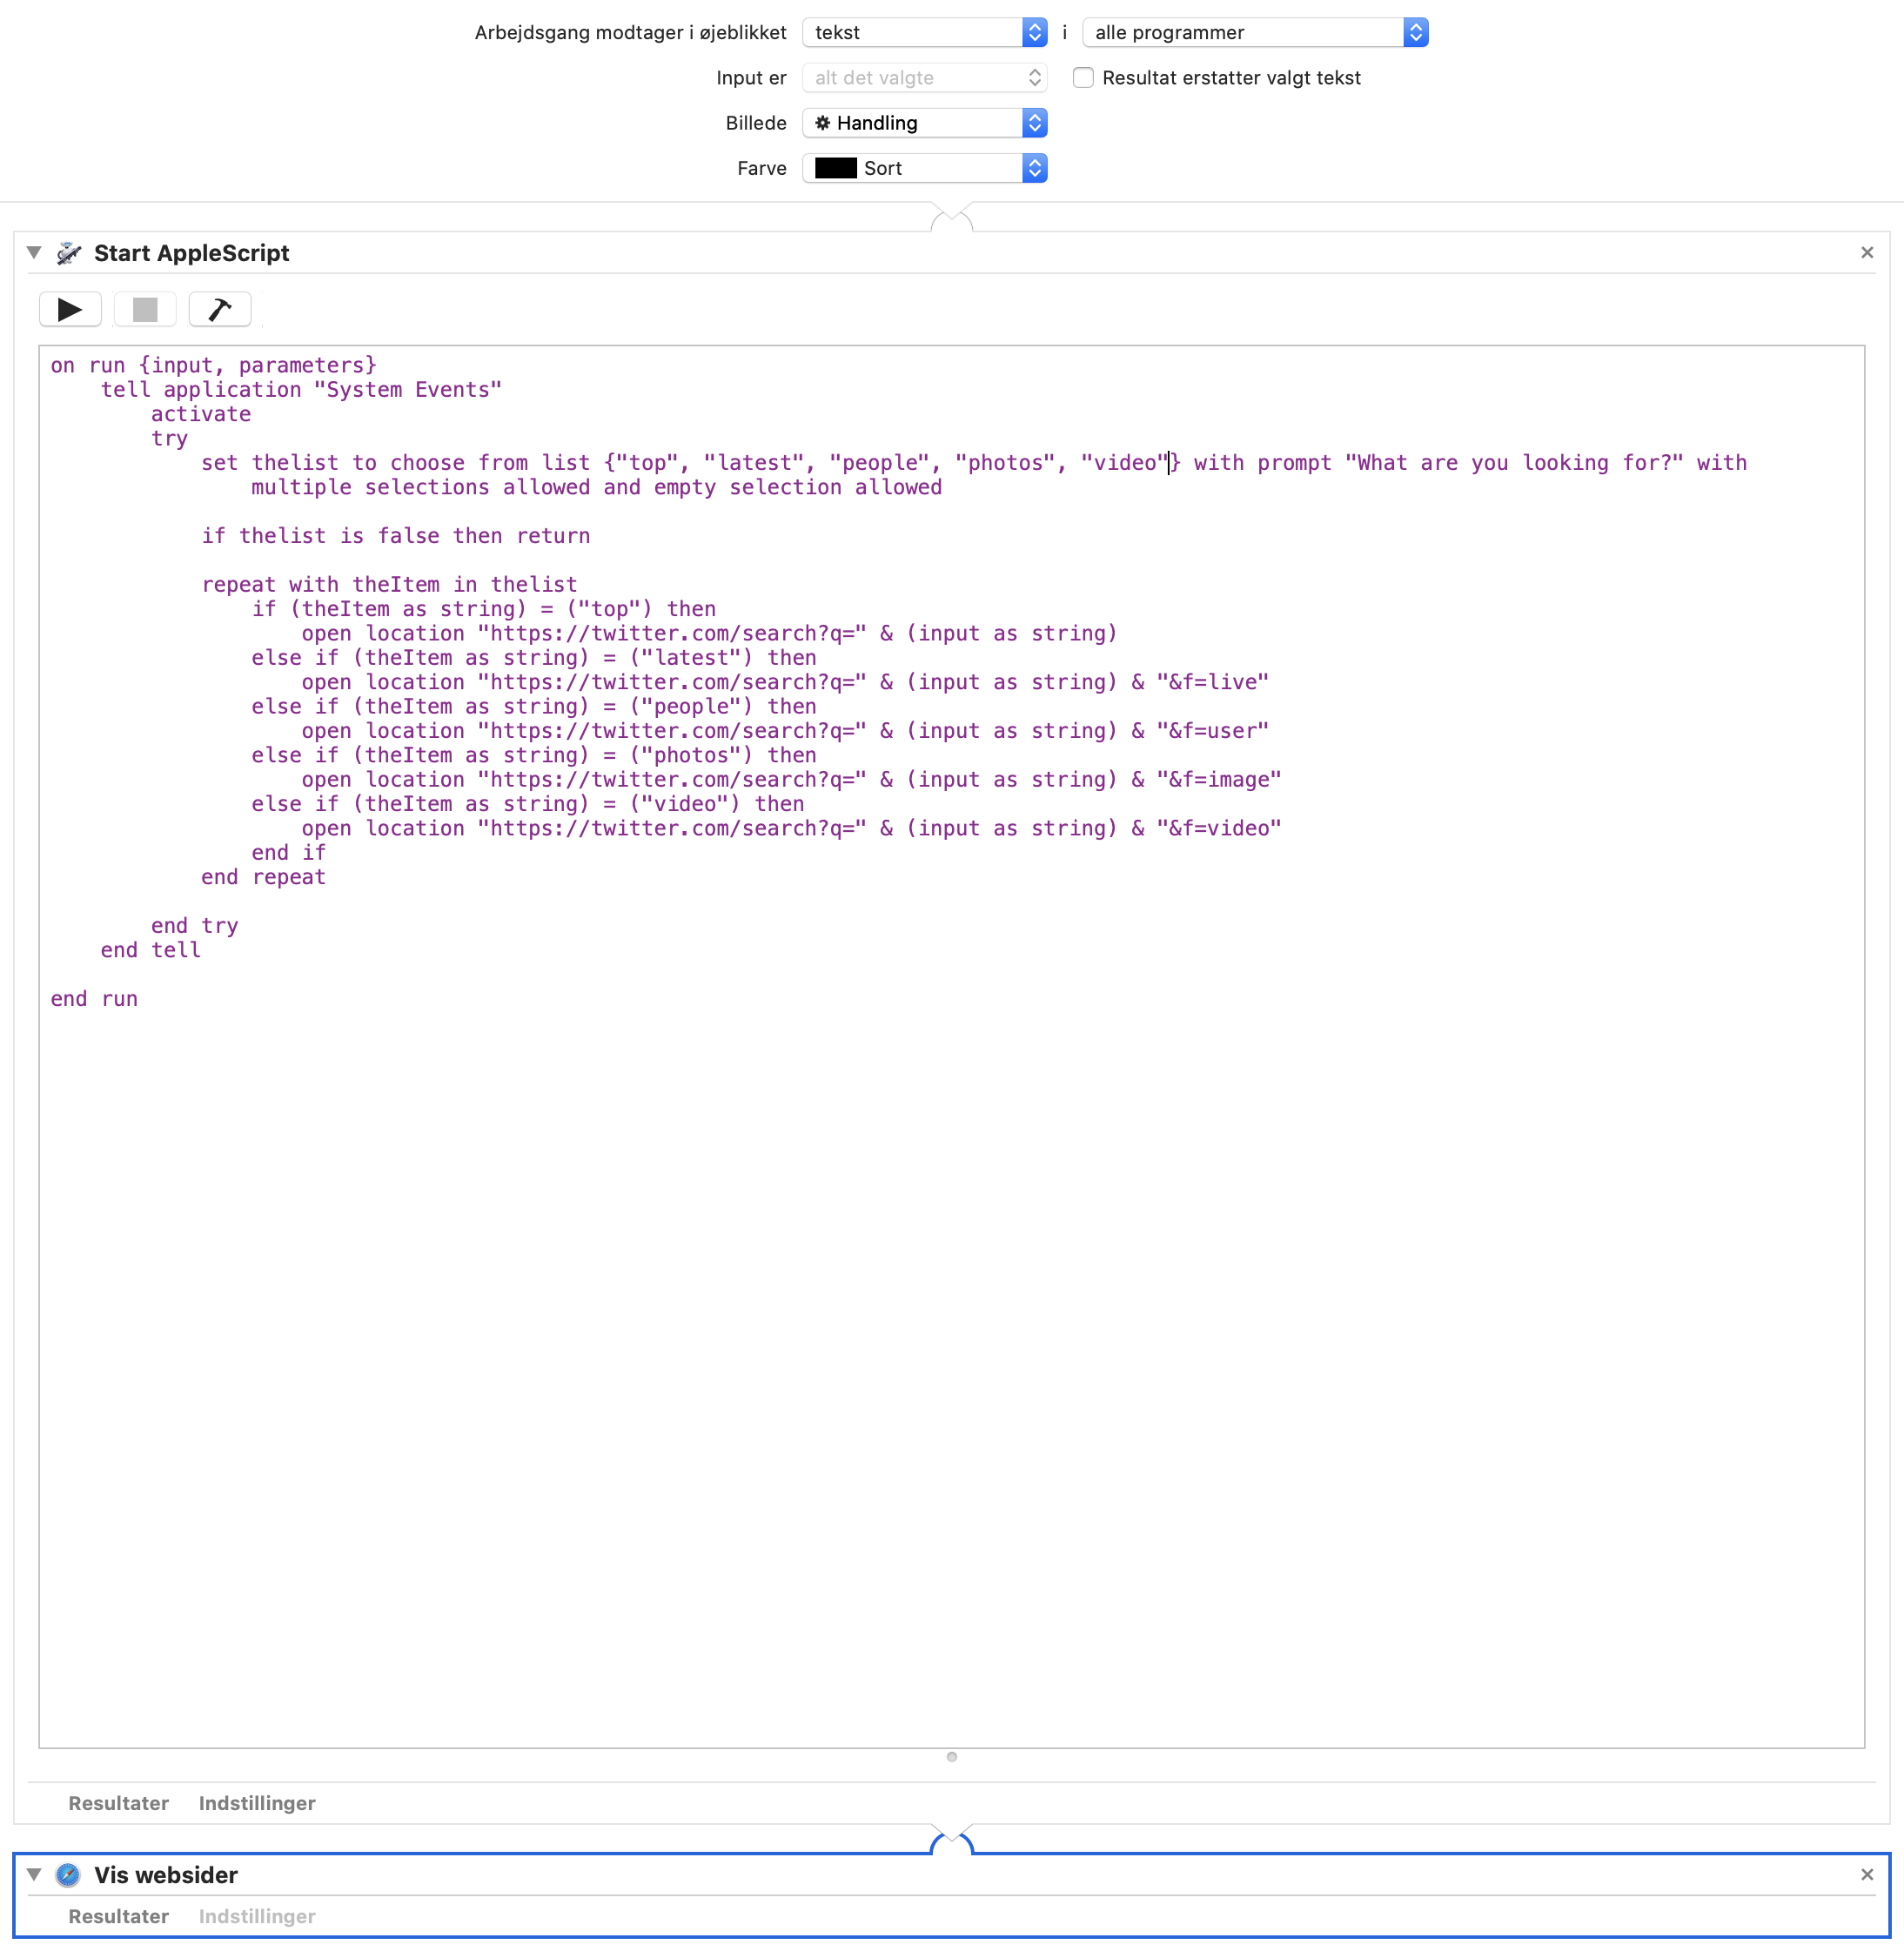 Arbejdsgang modtager i øjeblikket tekst i alle programmer
Input er alt det valgte Resultat erstatter valgt tekst
Billede Handling
Farve Sort
Start AppleScript
on run {input, parameters}
tell application "System Events"
activate
try
set thelist to choose from list {"top", "latest", "people", "photos", "video"} with prompt "What are you looking for?" with
multiple selections allowed and empty selection allowed
if thelist is false then return
repeat with theItem in thelist
if (theItem as string) = ("top") then
open location "https://twitter.com/search?q=" & (input as string)
else if (theItem as string) = ("latest") then
open location "https://twitter.com/search?q=" & (input as string) & "&f=live"
else if (theItem as string) = ("people") then
open location "https://twitter.com/search?q=" & (input as string) & "&f=user"
else if (theItem as string) = ("photos") then
open location "https://twitter.com/search?q=" & (input as string) & "&f=image"
else if (theItem as string) = ("video") then
open location "https://twitter.com/search?q=" & (input as string) & "&f=video"
end if
end repeat
end try
end tell
end run
Resultater Indstillinger
Vis websider
Resultater Indstillinger